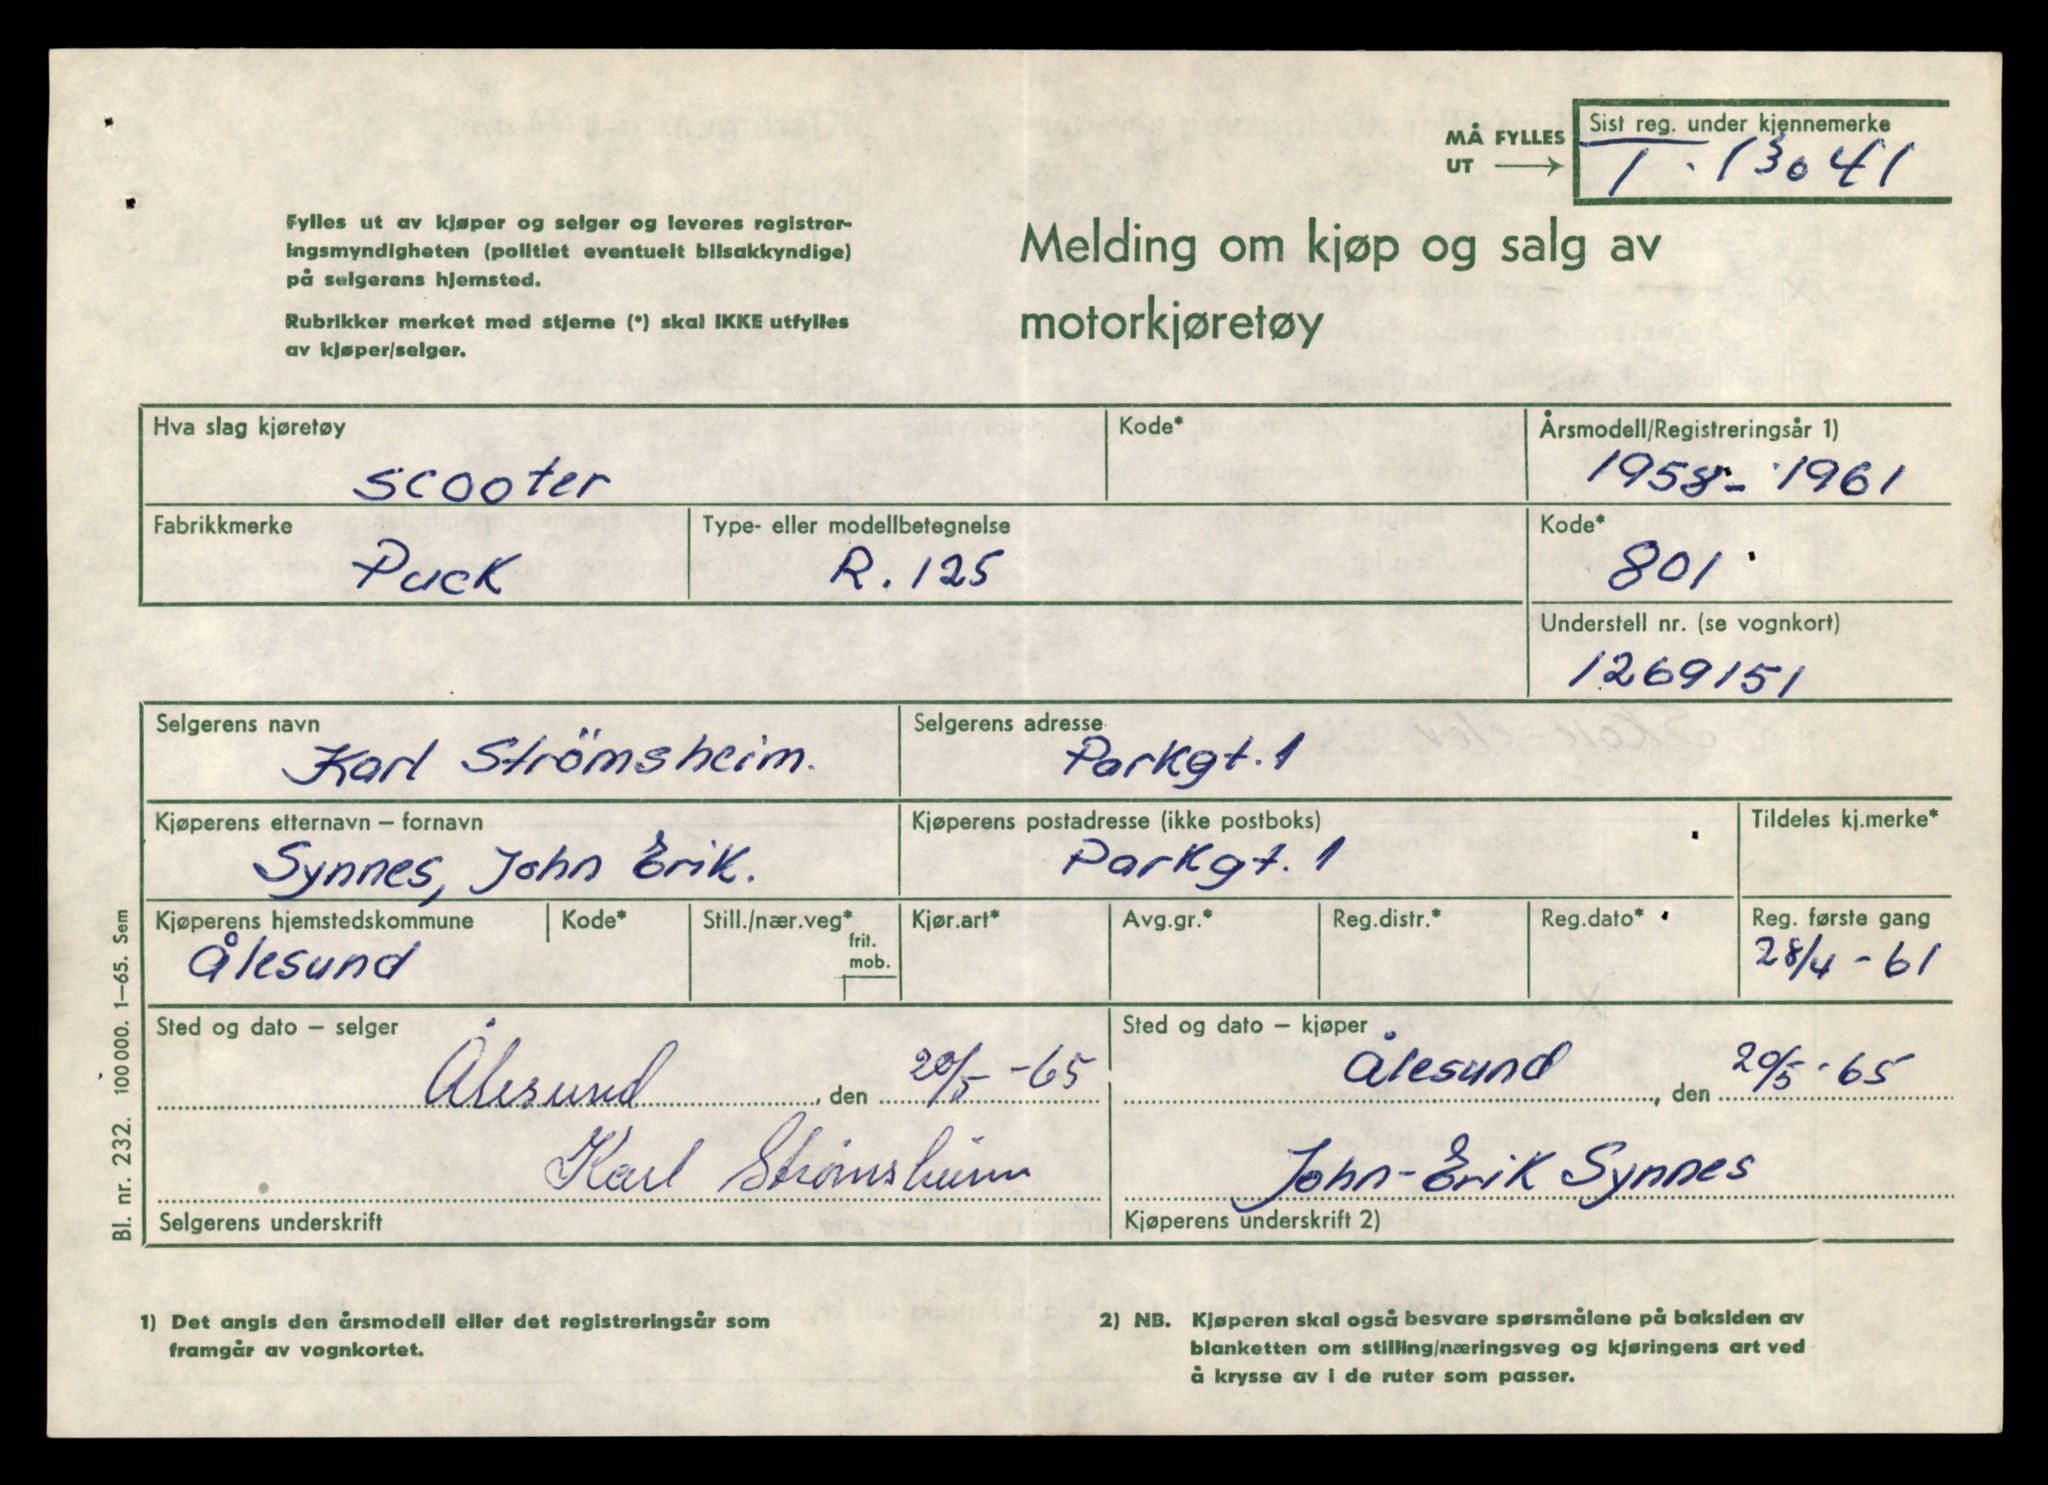 MÅ FYLLES UT → Sist reg. under kjennemerke
T - 13041
Fylles ut av kjøper og selger og leveres registrer-
ingsmyndigheten (politiet eventuelt bilsakkyndige)
på selgerens hjemsted.
Rubrikker merket med stjerne (*) skal IKKE utfylles
av kjøper/selger.
Melding om kjøp og salg av
motorkjøretøy
Hva slag kjøretøy
scooter
Kode*
Årsmodell/Registreringsår 1)
1958 - 1961
Fabrikkmerke
Puck
Type- eller modellbetegnelse
R. 125
Kode*
801
Understell nr. (se vognkort)
1269151
Selgerens navn
Karl Strömsheim.
Selgerens adresse
Parkgt. 1
Kjøperens etternavn – fornavn
Synnes, John Erik.
Kjøperens postadresse (ikke postboks)
Parkgt. 1
Tildeles kj.merke*
Kjøperens hjemstedskommune
Ålesund
Kode*
Still./nær.veg*
frit.
mob.
Kjør.art*
Avg.gr.*
Reg.distr.*
Reg.dato*
Reg. første gang
28/4 - 61
Sted og dato – selger
Ålesund, den 20/5 - 65
Karl Strømsheim
Selgerens underskrift
Sted og dato – kjøper
Ålesund, den 20/5 - 65
John-Erik Synnes
Kjøperens underskrift 2)
Bl. nr. 232. 100 000. 1–65. Sem
1) Det angis den årsmodell eller det registreringsår som
framgår av vognkortet.
2) NB. Kjøperen skal også besvare spørsmålene på baksiden av
blanketten om stilling/næringsveg og kjøringens art ved
å krysse av i de ruter som passer.